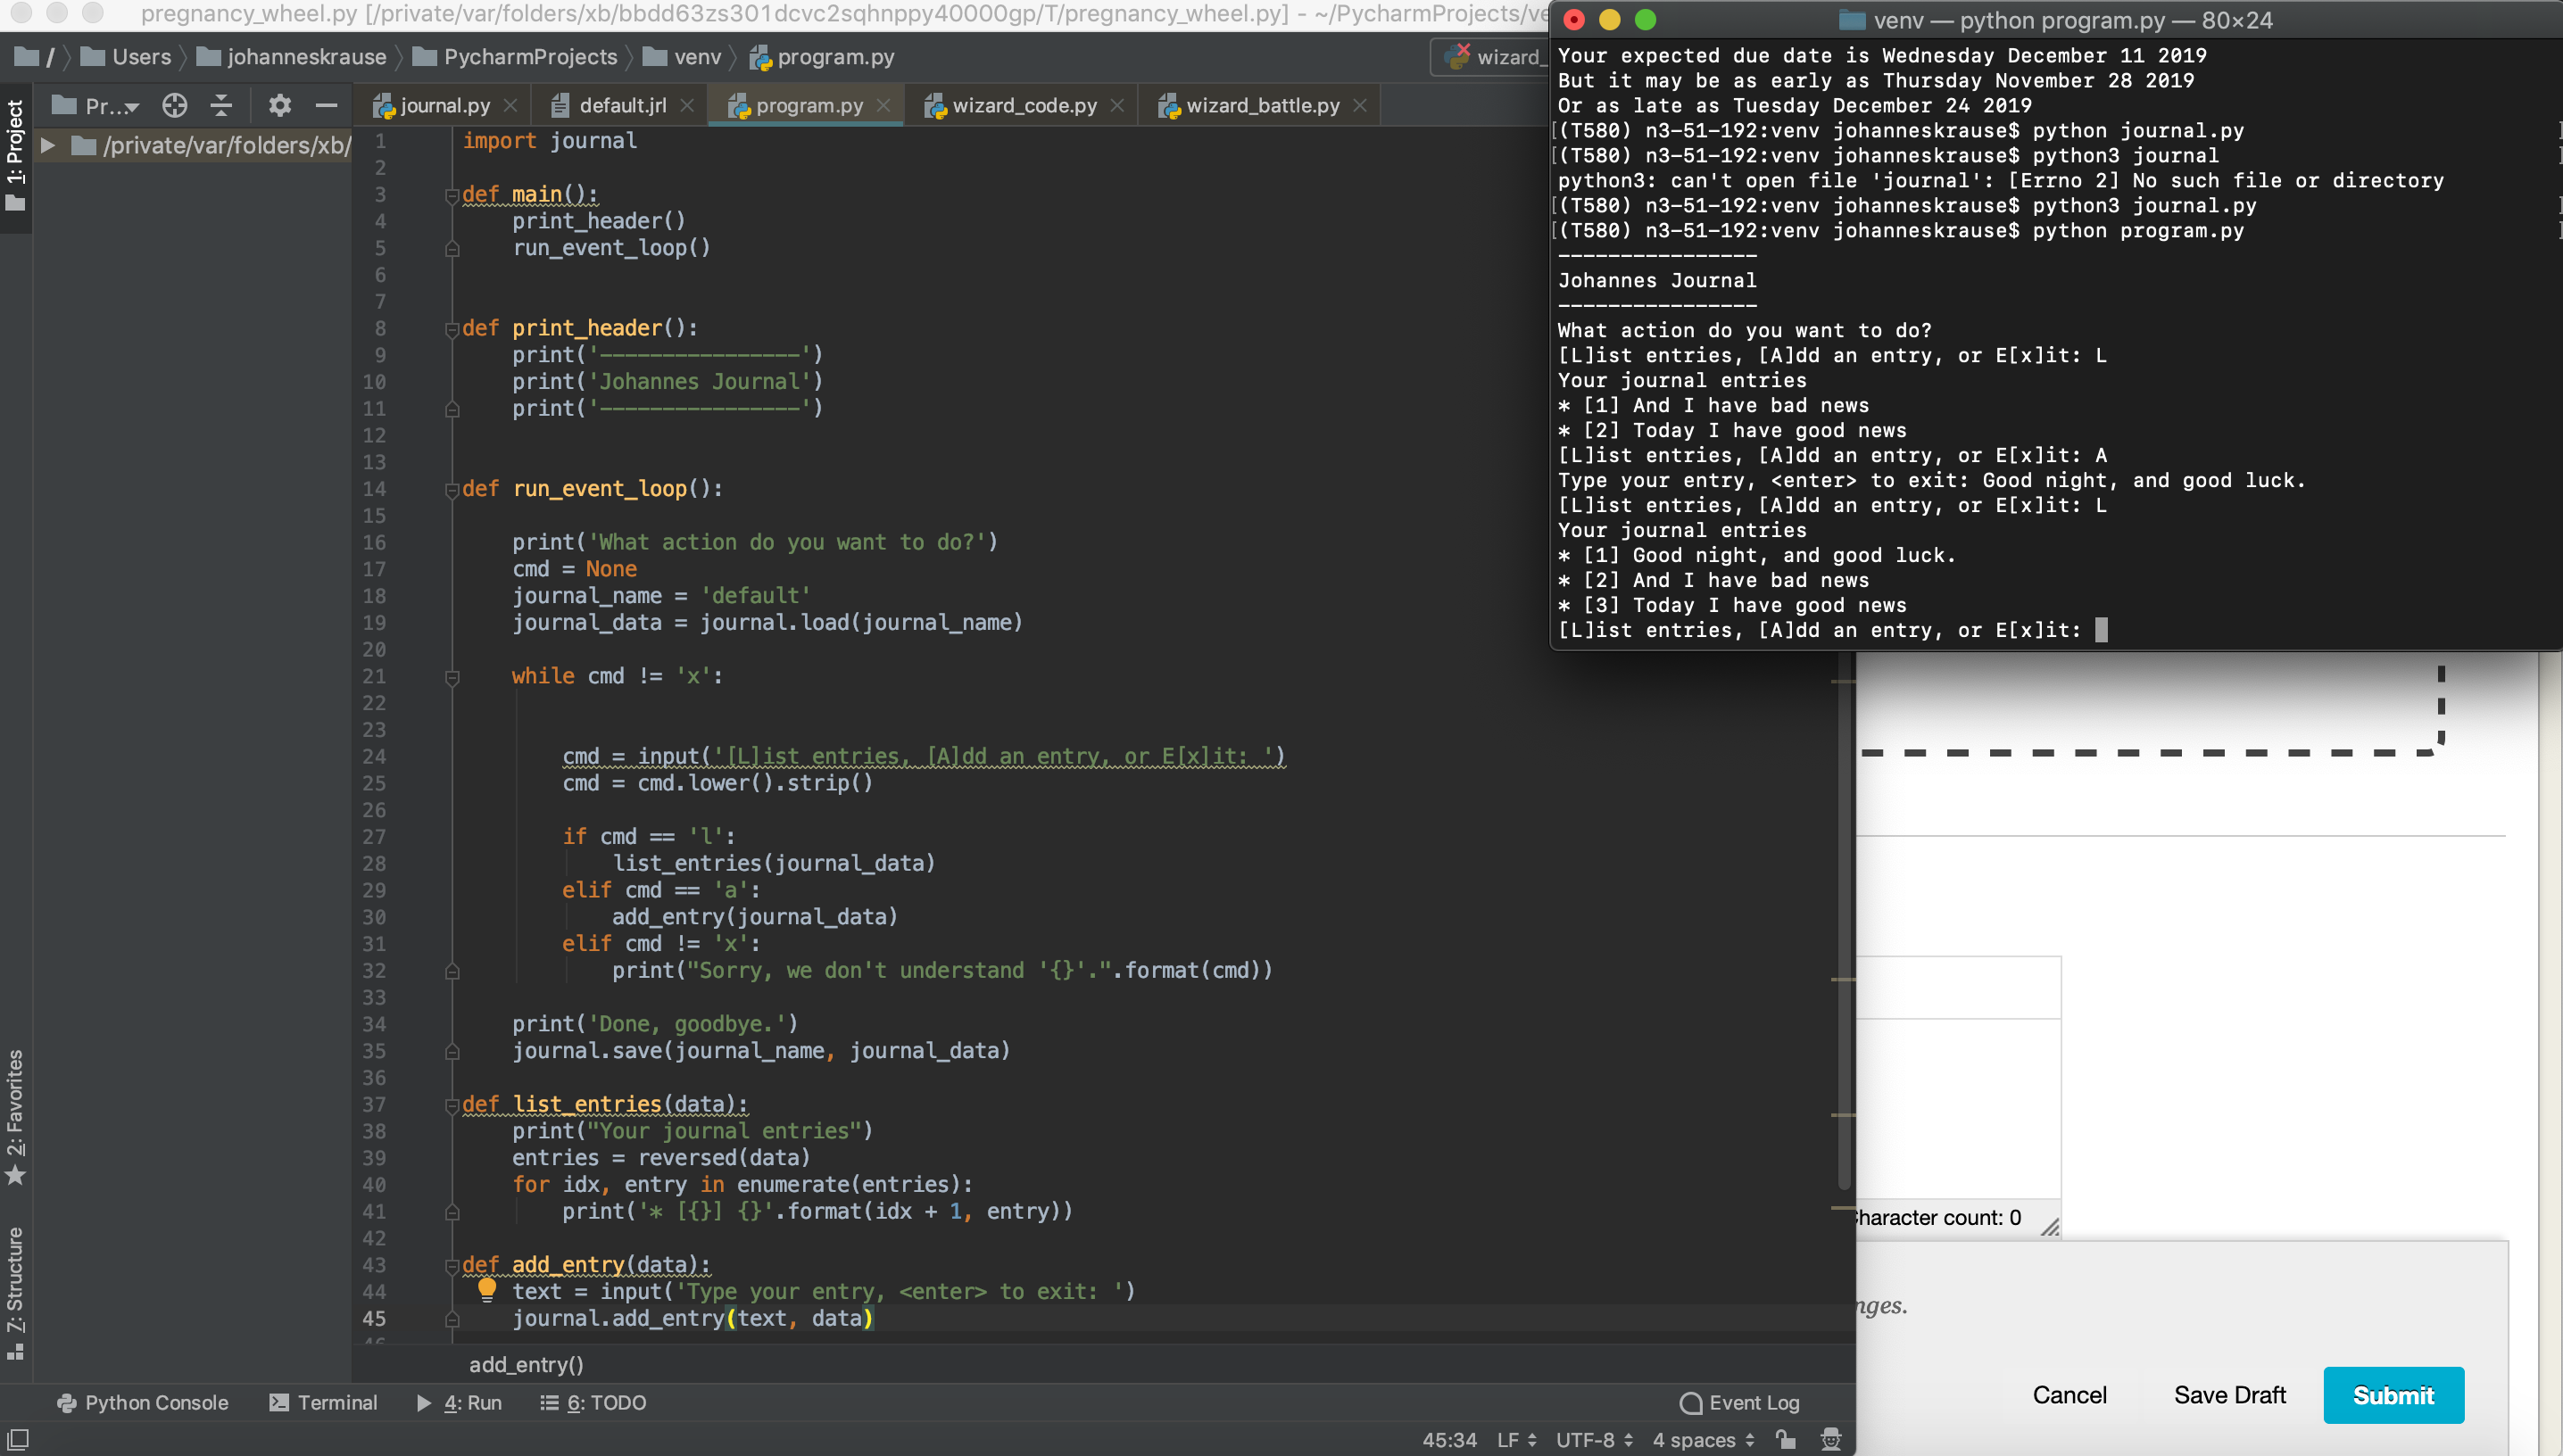 pregnancy_wheel.py [/private/var/folders/xb/bbdd63zs301dcvc2sqhnppy40000gp/T/pregnancy_wheel.py] - ~/PycharmProjects/ve
/ Users johanneskrause PycharmProjects venv program.py wizard_
1: Project
Pr...
journal.py default.jrl program.py wizard_code.py wizard_battle.py
/private/var/folders/xb/
1 import journal
2
3 def main():
4 print_header()
5 run_event_loop()
6
7
8 def print_header():
9 print('----------------')
10 print('Johannes Journal')
11 print('----------------')
12
13
14 def run_event_loop():
15
16 print('What action do you want to do?')
17 cmd = None
18 journal_name = 'default'
19 journal_data = journal.load(journal_name)
20
21 while cmd != 'x':
22
23
24 cmd = input('[L]ist entries, [A]dd an entry, or E[x]it: ')
25 cmd = cmd.lower().strip()
26
27 if cmd == 'l':
28 list_entries(journal_data)
29 elif cmd == 'a':
30 add_entry(journal_data)
31 elif cmd != 'x':
32 print("Sorry, we don't understand '{}'.".format(cmd))
33
34 print('Done, goodbye.')
35 journal.save(journal_name, journal_data)
36
37 def list_entries(data):
38 print("Your journal entries")
39 entries = reversed(data)
40 for idx, entry in enumerate(entries):
41 print('* [{}] {}'.format(idx + 1, entry))
42
43 def add_entry(data):
44 text = input('Type your entry, <enter> to exit: ')
45 journal.add_entry(text, data)
add_entry()
2: Favorites
7: Structure
Python Console Terminal 4: Run 6: TODO Event Log
45:34 LF UTF-8 4 spaces
venv — python program.py — 80×24
Your expected due date is Wednesday December 11 2019
But it may be as early as Thursday November 28 2019
Or as late as Tuesday December 24 2019
[(T580) n3-51-192:venv johanneskrause$ python journal.py ]
[(T580) n3-51-192:venv johanneskrause$ python3 journal ]
python3: can't open file 'journal': [Errno 2] No such file or directory
[(T580) n3-51-192:venv johanneskrause$ python3 journal.py ]
[(T580) n3-51-192:venv johanneskrause$ python program.py ]
----------------
Johannes Journal
----------------
What action do you want to do?
[L]ist entries, [A]dd an entry, or E[x]it: L
Your journal entries
* [1] And I have bad news
* [2] Today I have good news
[L]ist entries, [A]dd an entry, or E[x]it: A
Type your entry, <enter> to exit: Good night, and good luck.
[L]ist entries, [A]dd an entry, or E[x]it: L
Your journal entries
* [1] Good night, and good luck.
* [2] And I have bad news
* [3] Today I have good news
[L]ist entries, [A]dd an entry, or E[x]it:
haracter count: 0
nges.
Cancel Save Draft Submit